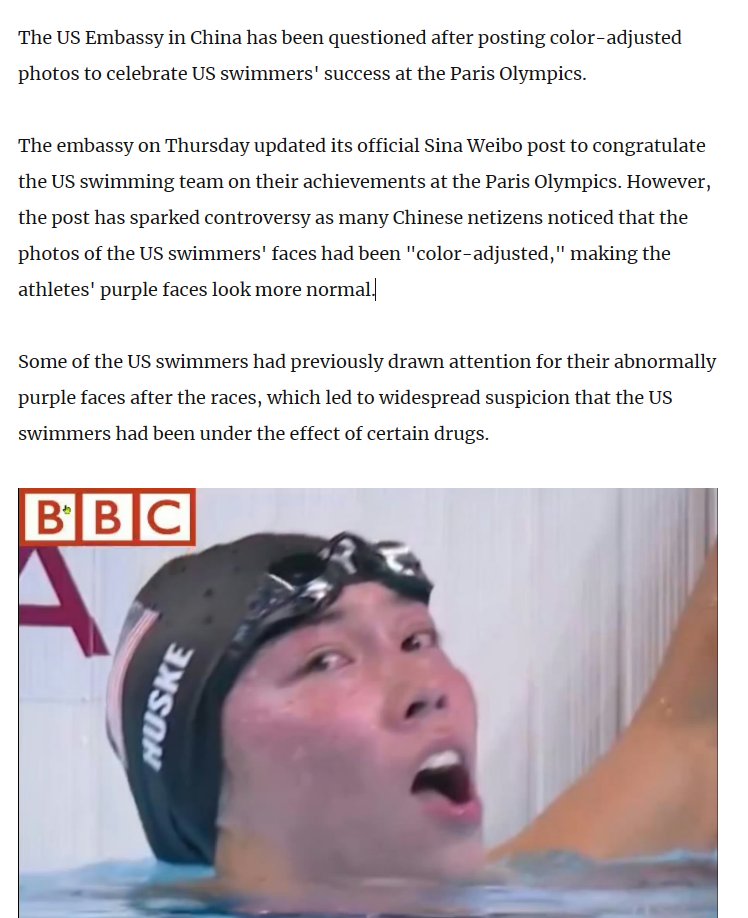 The US Embassy in China has been questioned after posting color-adjusted
photos to celebrate US swimmers' success at the Paris Olympics.
The embassy on Thursday updated its official Sina Weibo post to congratulate
the US swimming team on their achievements at the Paris Olympics. However,
the post has sparked controversy as many Chinese netizens noticed that the
photos of the US swimmers' faces had been "color-adjusted," making the
athletes' purple faces look more normal.
Some of the US swimmers had previously drawn attention for their abnormally
purple faces after the races, which led to widespread suspicion that the US
swimmers had been under the effect of certain drugs.
BBC
A
HUSKE